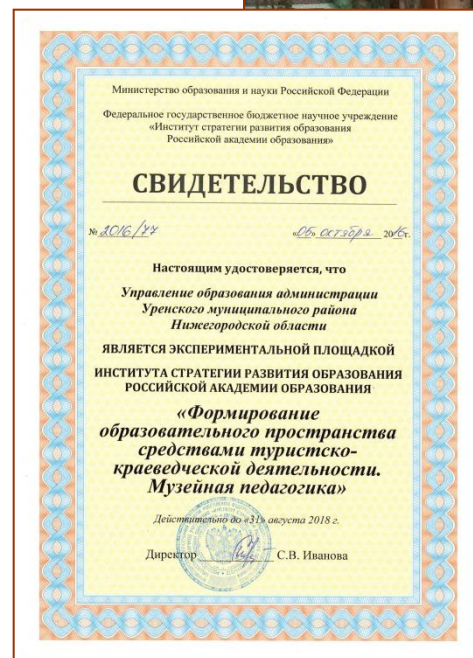 Министерство образования и науки Российской Федерации
Федеральное государственное бюджетное научное учреждение
«Институт стратегии развития образования
Российской академии образования»
СВИДЕТЕЛЬСТВО
№ 2016/77 «05» октября 2016г.
Настоящим удостоверяется, что
Управление образования администрации
Уренского муниципального района
Нижегородской области
ЯВЛЯЕТСЯ ЭКСПЕРИМЕНТАЛЬНОЙ ПЛОЩАДКОЙ
ИНСТИТУТА СТРАТЕГИИ РАЗВИТИЯ ОБРАЗОВАНИЯ
РОССИЙСКОЙ АКАДЕМИИ ОБРАЗОВАНИЯ
«Формирование
образовательного пространства
средствами туристско-
краеведческой деятельности.
Музейная педагогика»
Действительно до «31» августа 2018 г.
Директор С.В. Иванова